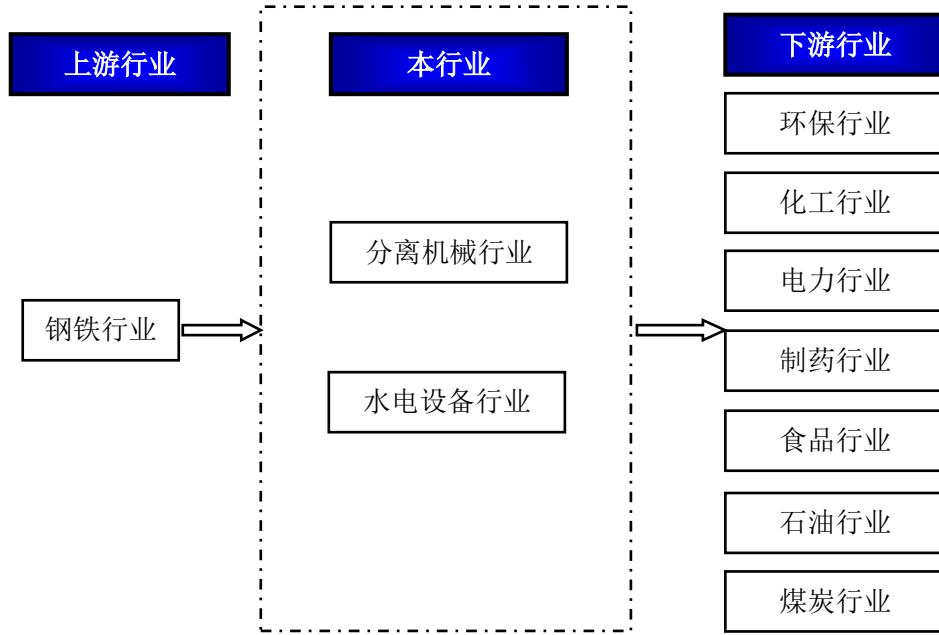 上游行业
本行业
下游行业
环保行业
化工行业
分离机械行业
电力行业
钢铁行业
制药行业
水电设备行业
食品行业
石油行业
煤炭行业